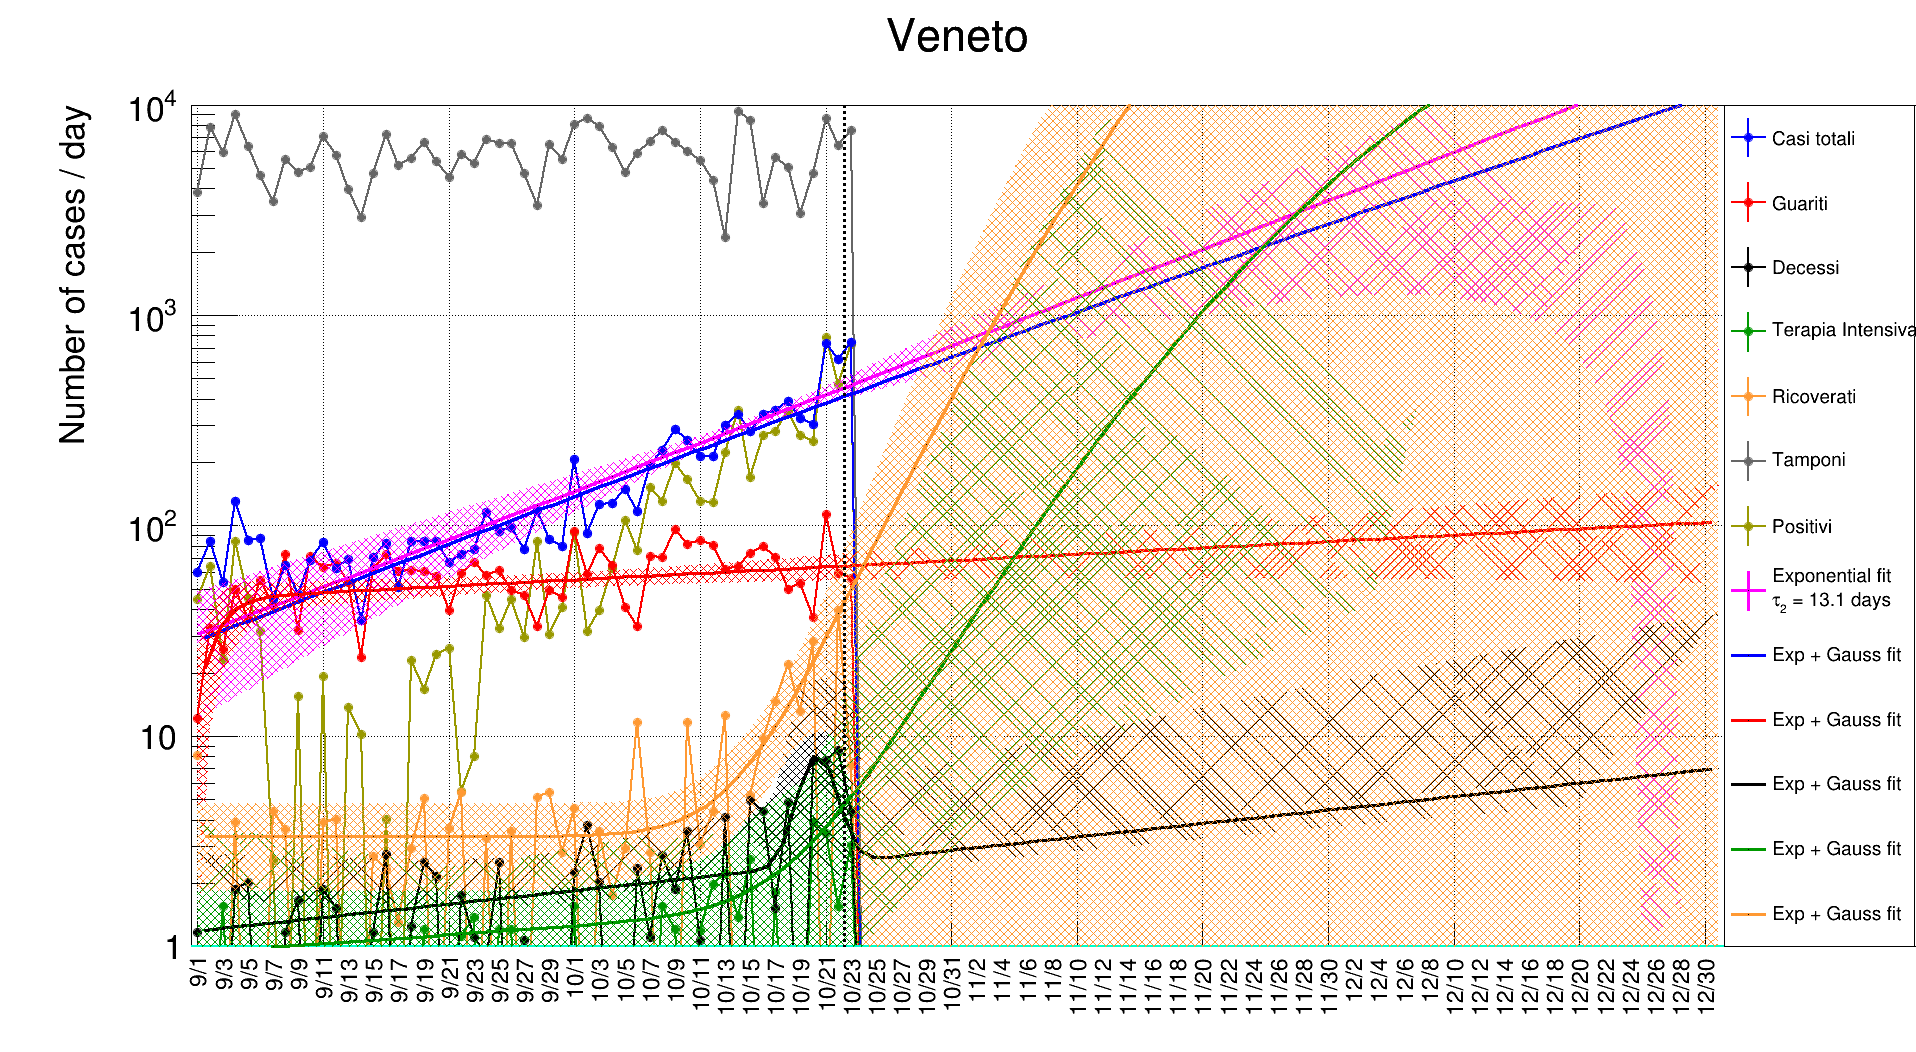 Veneto
Number of cases / day
10^4
10^3
10^2
10
1
9/1 9/3 9/5 9/7 9/9 9/11 9/13 9/15 9/17 9/19 9/21 9/23 9/25 9/27 9/29 10/1 10/3 10/5 10/7 10/9 10/11 10/13 10/15 10/17 10/19 10/21 10/23 10/25 10/27 10/29 10/31 11/2 11/4 11/6 11/8 11/10 11/12 11/14 11/16 11/18 11/20 11/22 11/24 11/26 11/28 11/30 12/2 12/4 12/6 12/8 12/10 12/12 12/14 12/16 12/18 12/20 12/22 12/24 12/26 12/28 12/30
Casi totali
Guariti
Decessi
Terapia Intensiva
Ricoverati
Tamponi
Positivi
Exponential fit
τ₂ = 13.1 days
Exp + Gauss fit
Exp + Gauss fit
Exp + Gauss fit
Exp + Gauss fit
Exp + Gauss fit